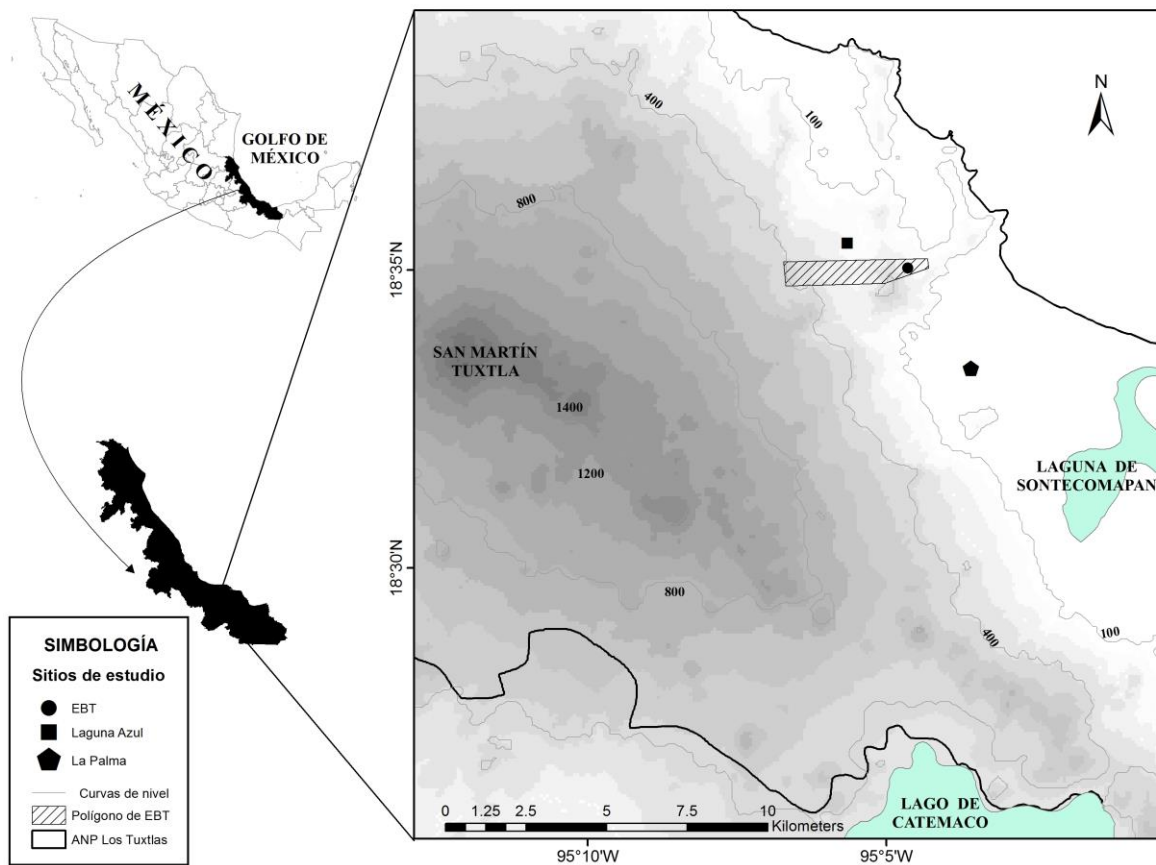 MÉXICO
GOLFO DE
MÉXICO
SIMBOLOGÍA
Sitios de estudio
EBT
Laguna Azul
La Palma
Curvas de nivel
Polígono de EBT
ANP Los Tuxtlas
N
400
100
800
18°35'N
SAN MARTÍN
TUXTLA
1400
1200
LAGUNA DE
SONTECOMAPAN
18°30'N
800
400
100
0 1.25 2.5 5 7.5 10
Kilometers
LAGO DE
CATEMACO
95°10'W
95°5'W